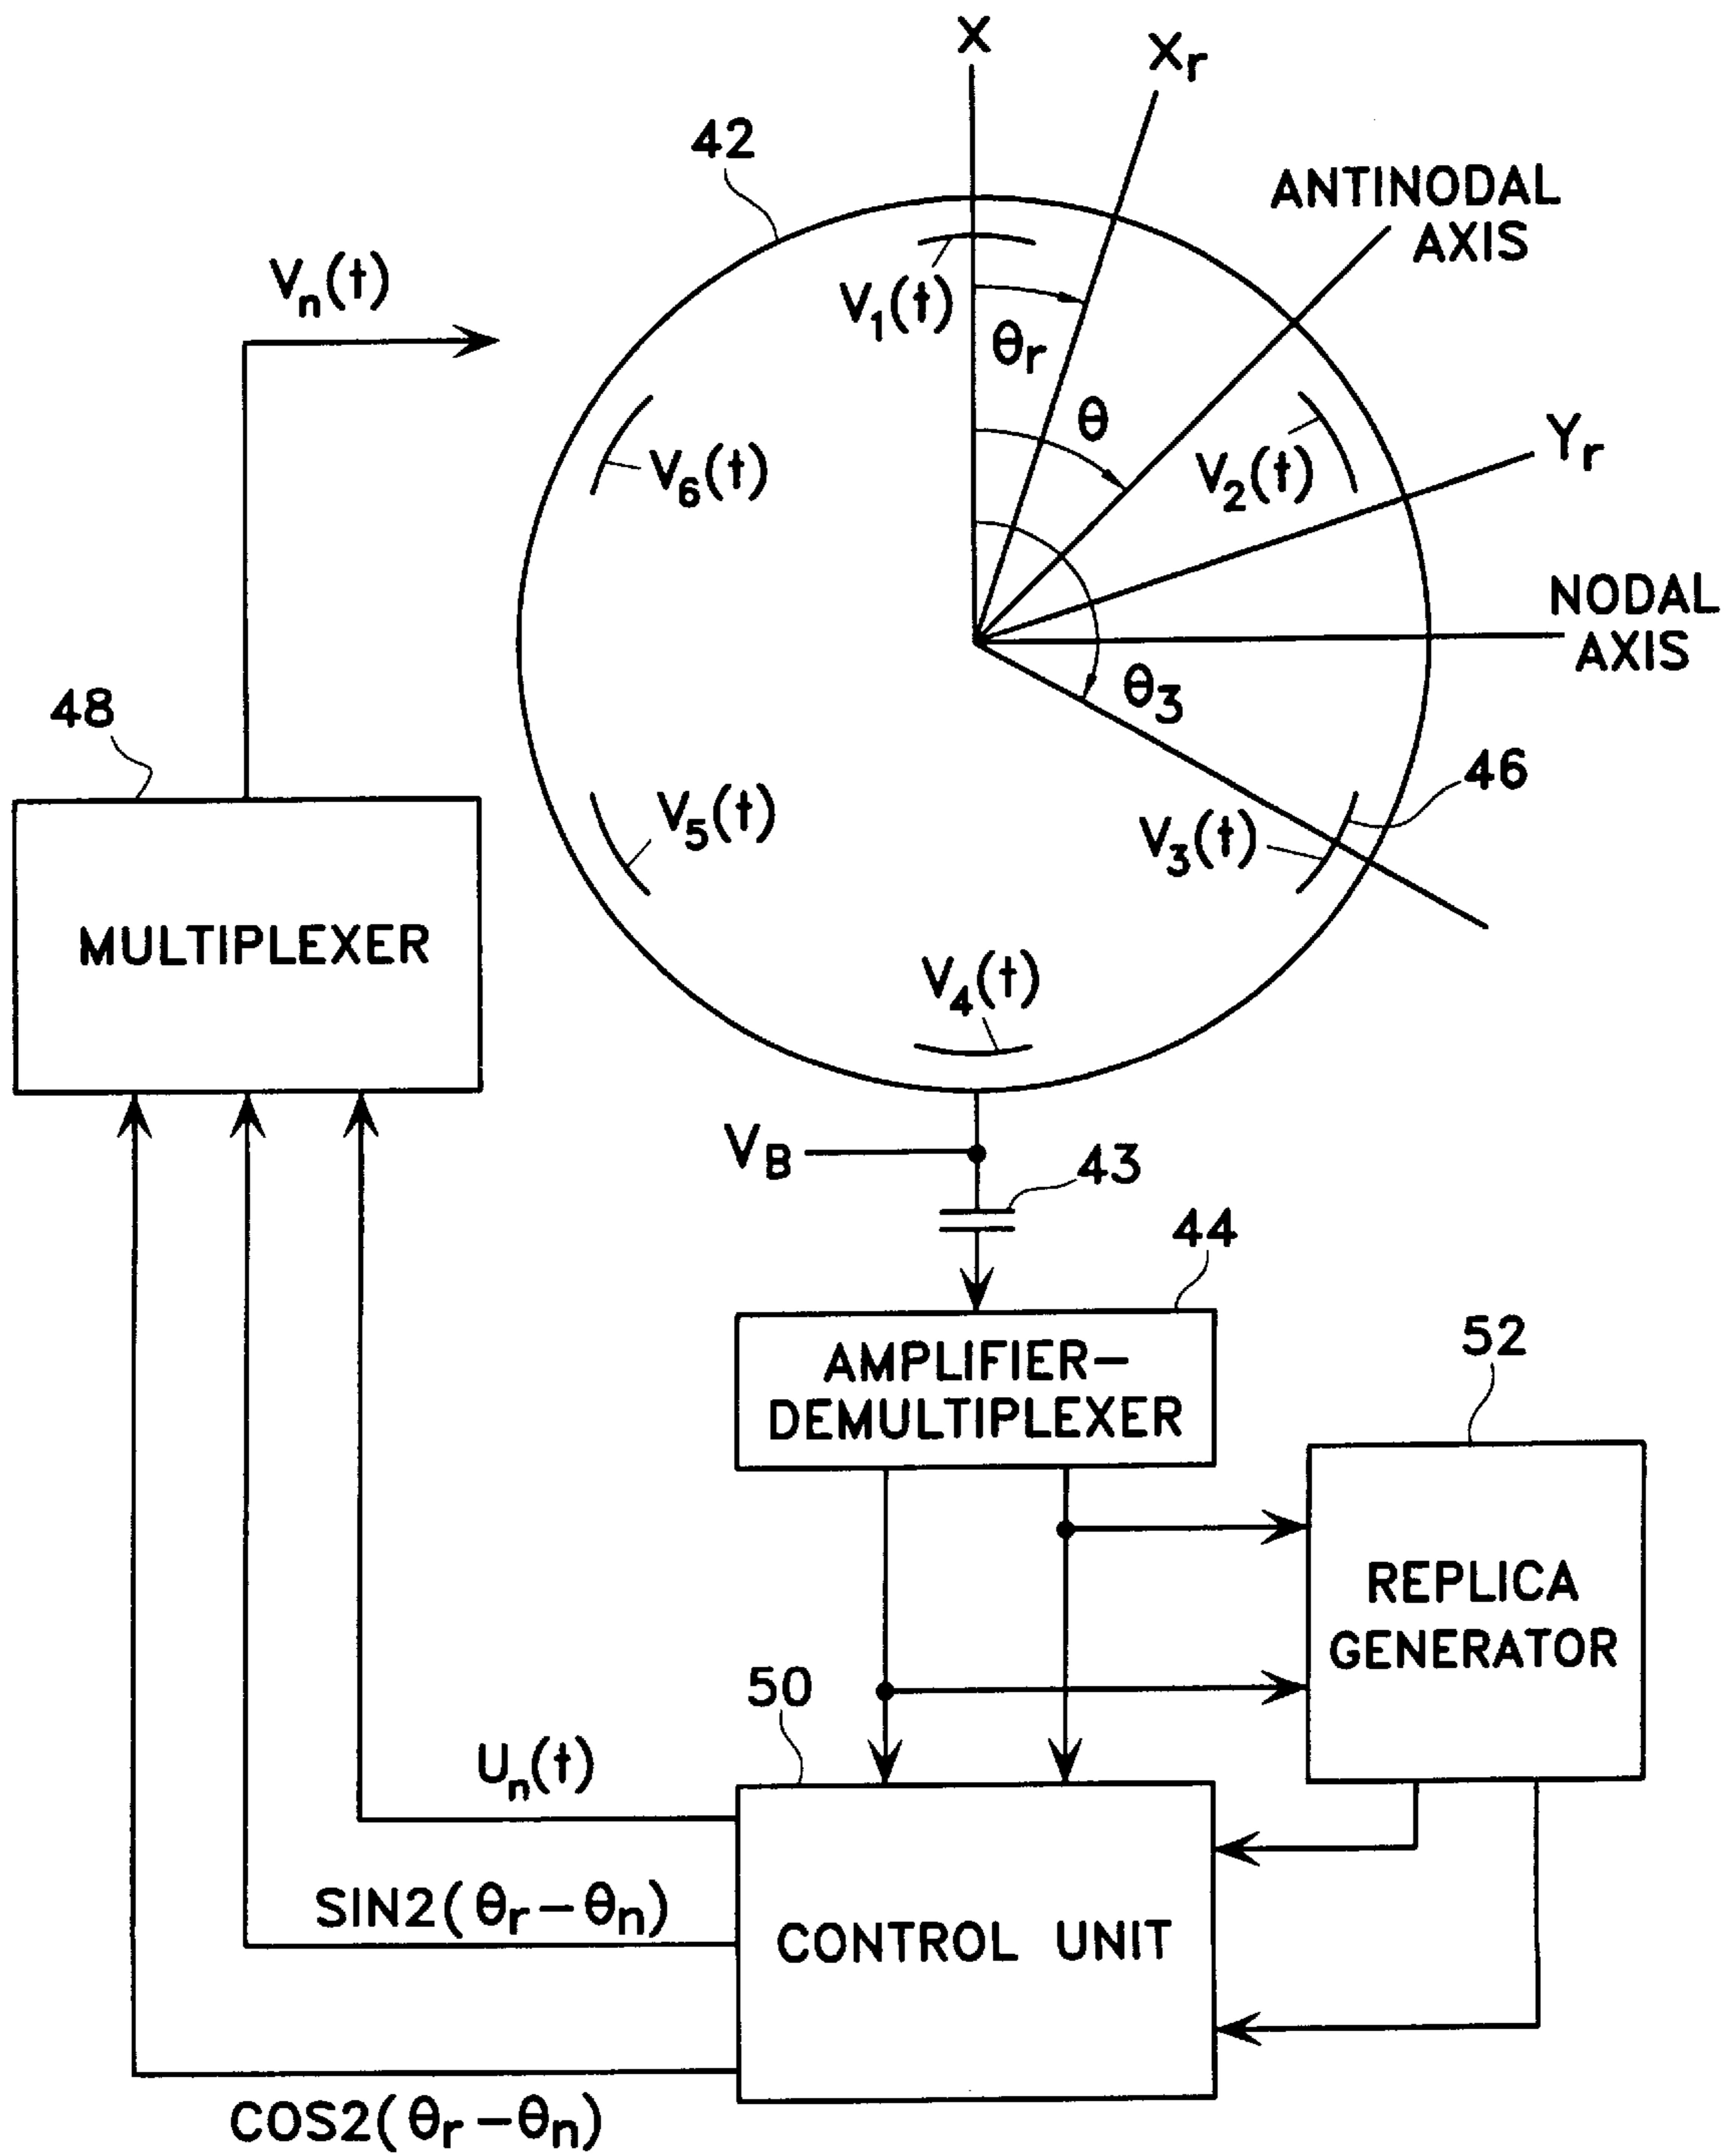 X
Xr
42
ANTINODAL
AXIS
Vn(t)
V1(t)
θr
θ
V2(t)
Yr
V6(t)
NODAL
AXIS
θ3
48
46
V5(t)
V3(t)
MULTIPLEXER
V4(t)
VB
43
44
AMPLIFIER-
DEMULTIPLEXER
52
REPLICA
GENERATOR
50
Un(t)
SIN2(θr-θn)
CONTROL UNIT
COS2(θr-θn)